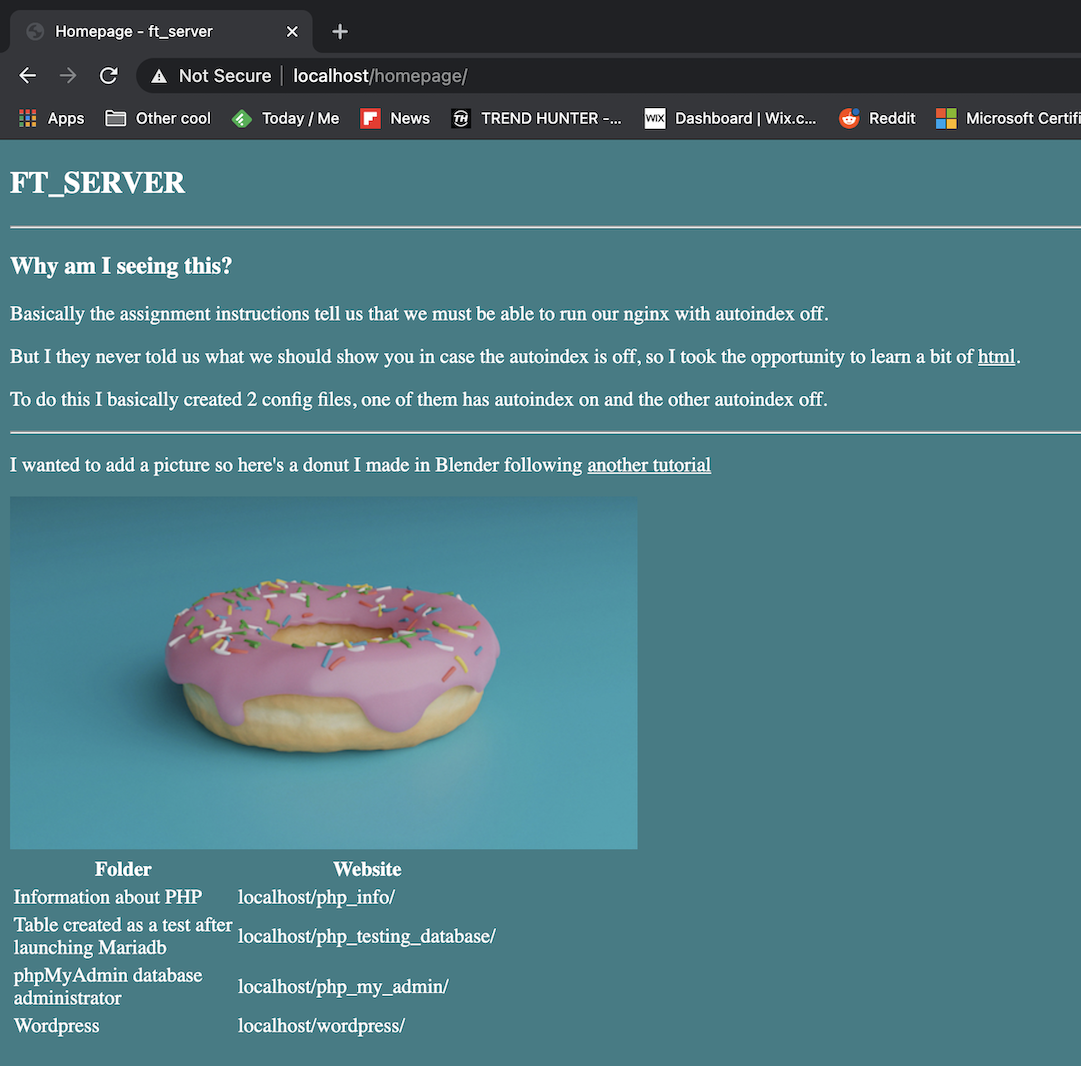 Homepage - ft_server
Not Secure localhost/homepage/
Apps Other cool Today / Me News TH TREND HUNTER -... WIX Dashboard | Wix.c... Reddit Microsoft Certifi
FT_SERVER
Why am I seeing this?
Basically the assignment instructions tell us that we must be able to run our nginx with autoindex off.
But I they never told us what we should show you in case the autoindex is off, so I took the opportunity to learn a bit of html.
To do this I basically created 2 config files, one of them has autoindex on and the other autoindex off.
I wanted to add a picture so here's a donut I made in Blender following another tutorial
Folder Website
Information about PHP localhost/php_info/
Table created as a test after
launching Mariadb localhost/php_testing_database/
phpMyAdmin database
administrator localhost/php_my_admin/
Wordpress localhost/wordpress/